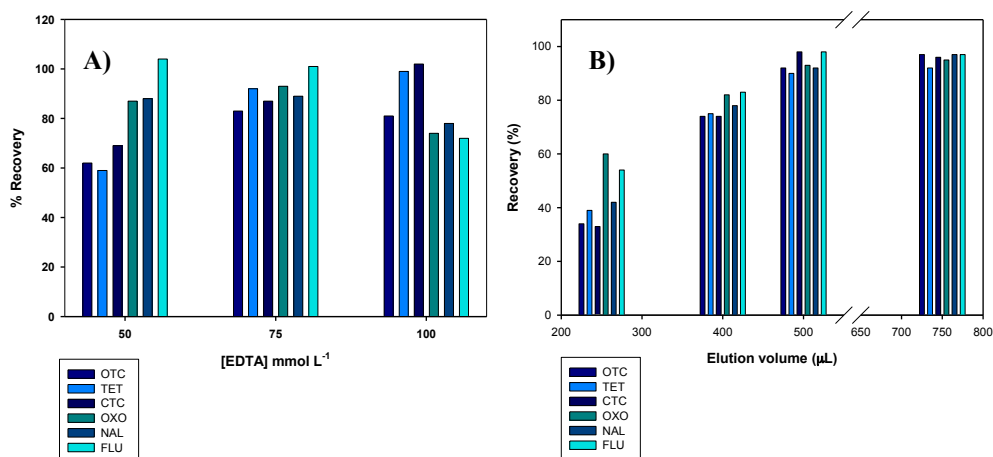 A)
% Recovery
120
100
80
60
40
20
0
50 75 100
[EDTA] mmol L-1
OTC
TET
CTC
OXO
NAL
FLU
B)
Recovery (%)
100
80
60
40
20
0
200 300 400 500 650 700 750 800
Elution volume (μL)
OTC
TET
CTC
OXO
NAL
FLU